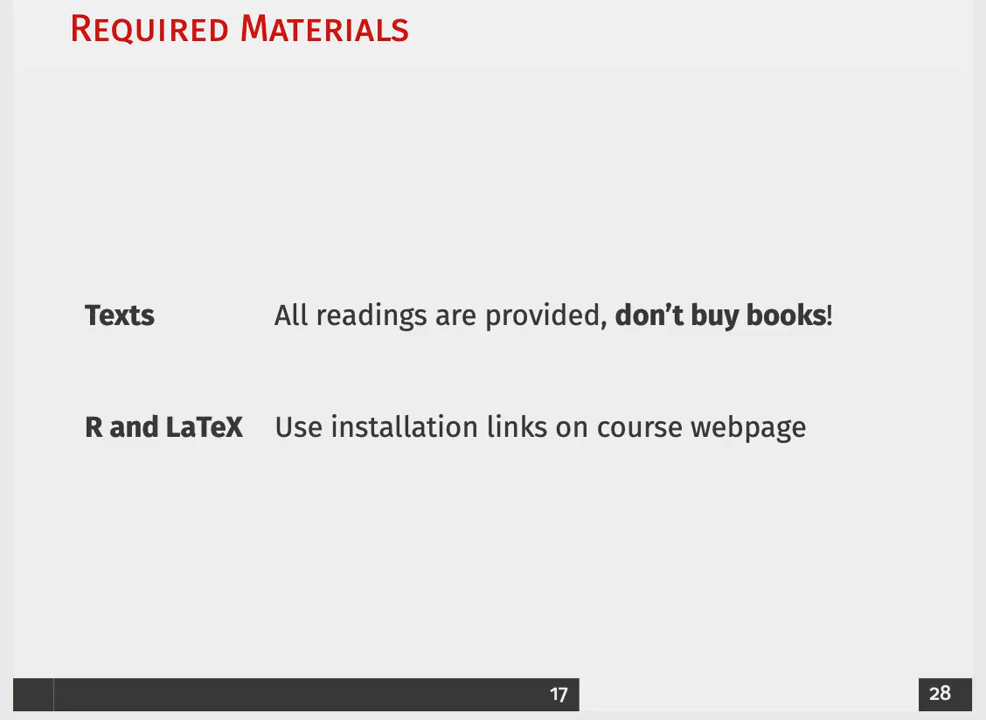 Required Materials
Texts All readings are provided, don't buy books!
R and LaTeX Use installation links on course webpage
17 28